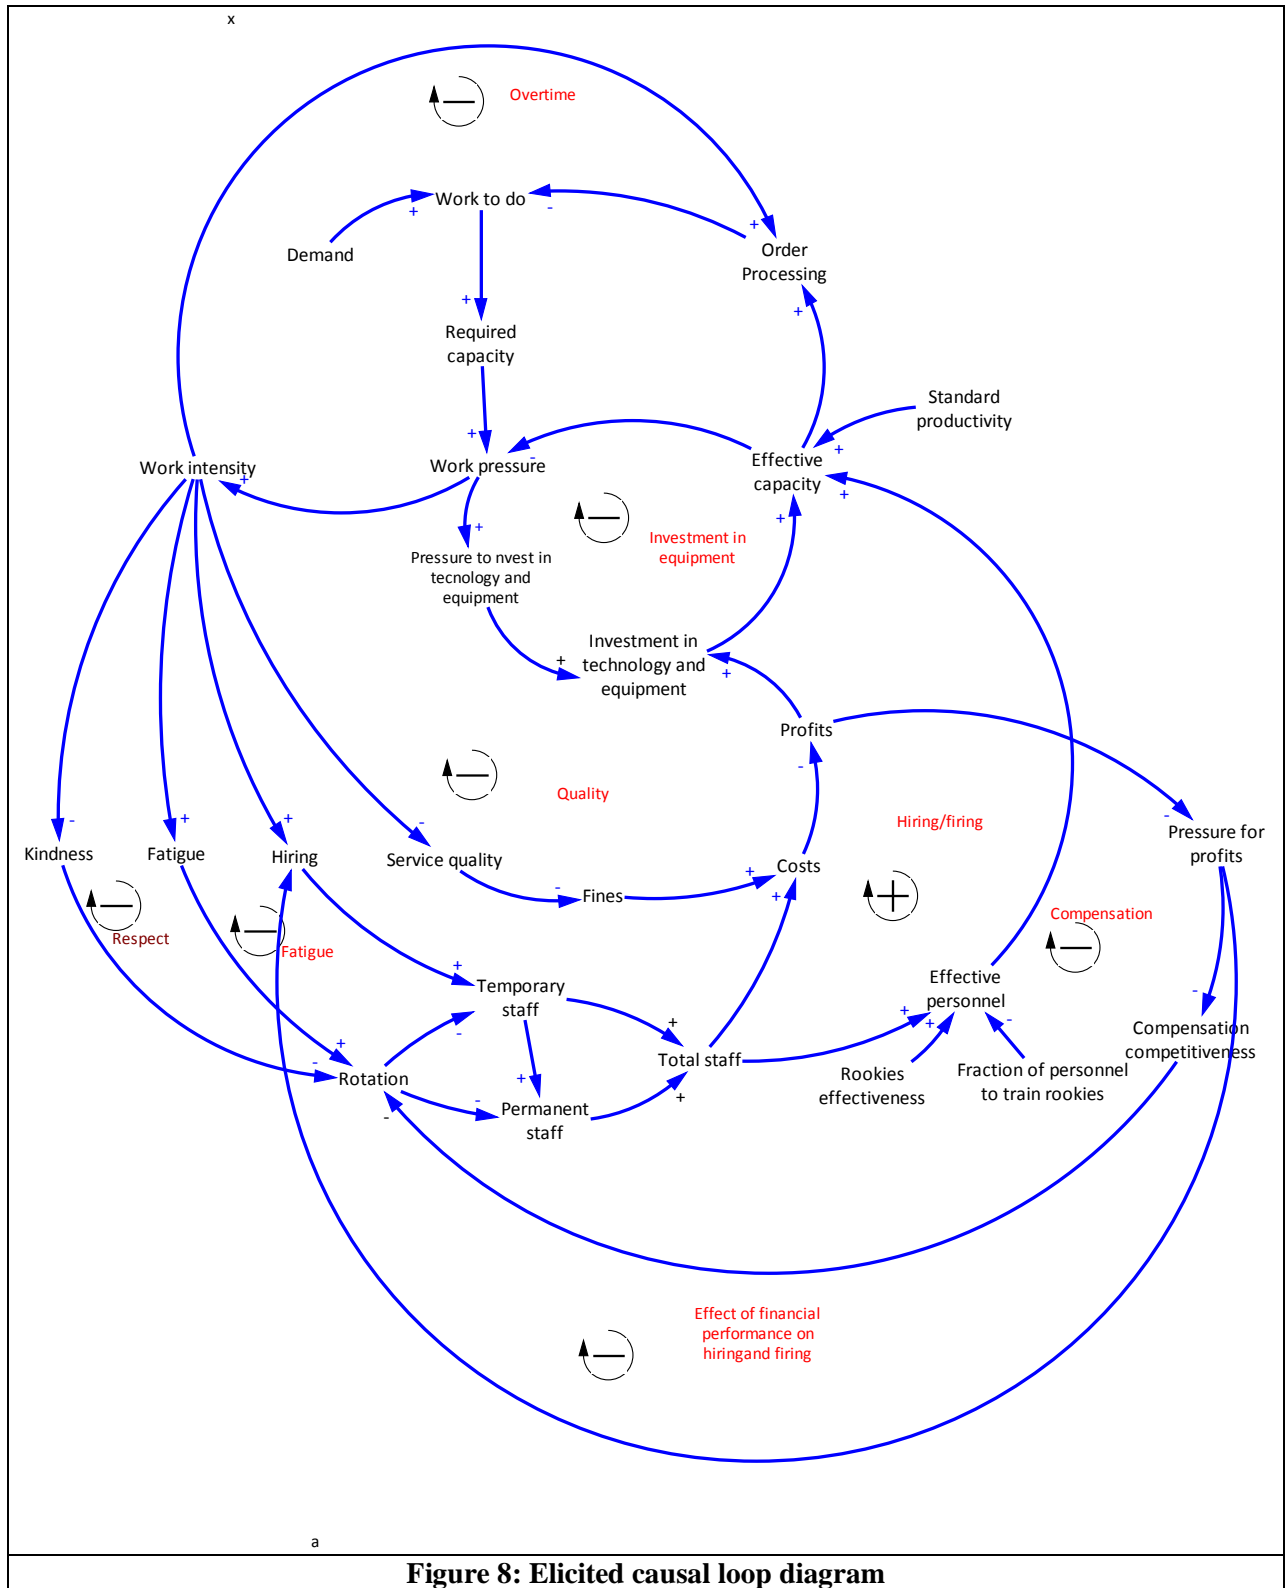 x
Overtime
Work to do
+
-
+
Demand
Order
Processing
+
+
Required
capacity
Standard
productivity
+
+
-
Work intensity
+
Work pressure
Effective
capacity
+
+
+
Investment in
equipment
Pressure to nvest in
tecnology and
equipment
+
Investment in
technology and
equipment
+
Profits
-
Quality
-
Hiring/firing
Pressure for
profits
-
+
+
-
Kindness
Fatigue
Hiring
Service quality
Costs
-
+
+
Fines
Respect
Fatigue
Compensation
+
Temporary
staff
Effective
personnel
-
-
+
+
+
-
Compensation
competitiveness
+
-
Total staff
Rotation
+
-
Permanent
staff
+
-
Rookies
effectiveness
Fraction of personnel
to train rookies
Effect of financial
performance on
hiringand firing
a
Figure 8: Elicited causal loop diagram